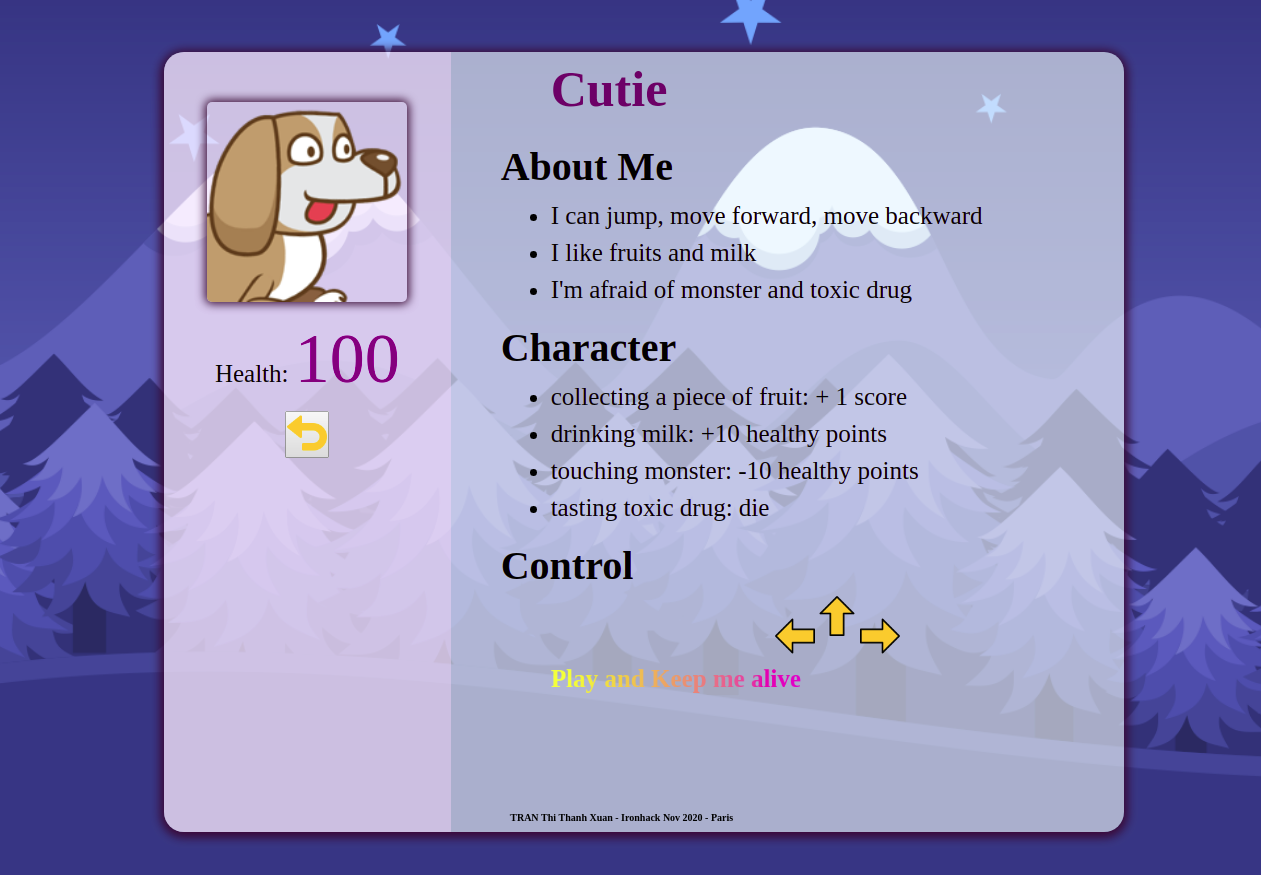 Cutie
About Me
I can jump, move forward, move backward
I like fruits and milk
I'm afraid of monster and toxic drug
Health: 100
Character
collecting a piece of fruit: + 1 score
drinking milk: +10 healthy points
touching monster: -10 healthy points
tasting toxic drug: die
Control
Play and Keep me alive
TRAN Thi Thanh Xuan - Ironhack Nov 2020 - Paris